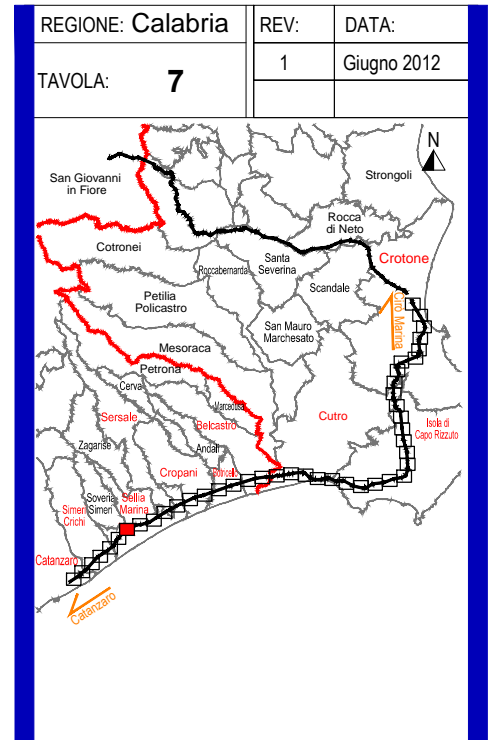 REGIONE: Calabria
REV:
DATA:
TAVOLA: 7
1
Giugno 2012
N
San Giovanni
in Fiore
Strongoli
Rocca
di Neto
Cotronei
Crotone
Santa
Severina
Roccabernarda
Scandale
Petilia
Policastro
Ciro Marina
San Mauro
Marchesato
Mesoraca
Petrona
Cerva
Marcedusa
Sersale
Belcastro
Cutro
Isola di
Capo Rizzuto
Andali
Zagarise
Cropani
Botricello
Soveria
Simeri
Sellia
Marina
Simeri
Crichi
Catanzaro
Catanzaro